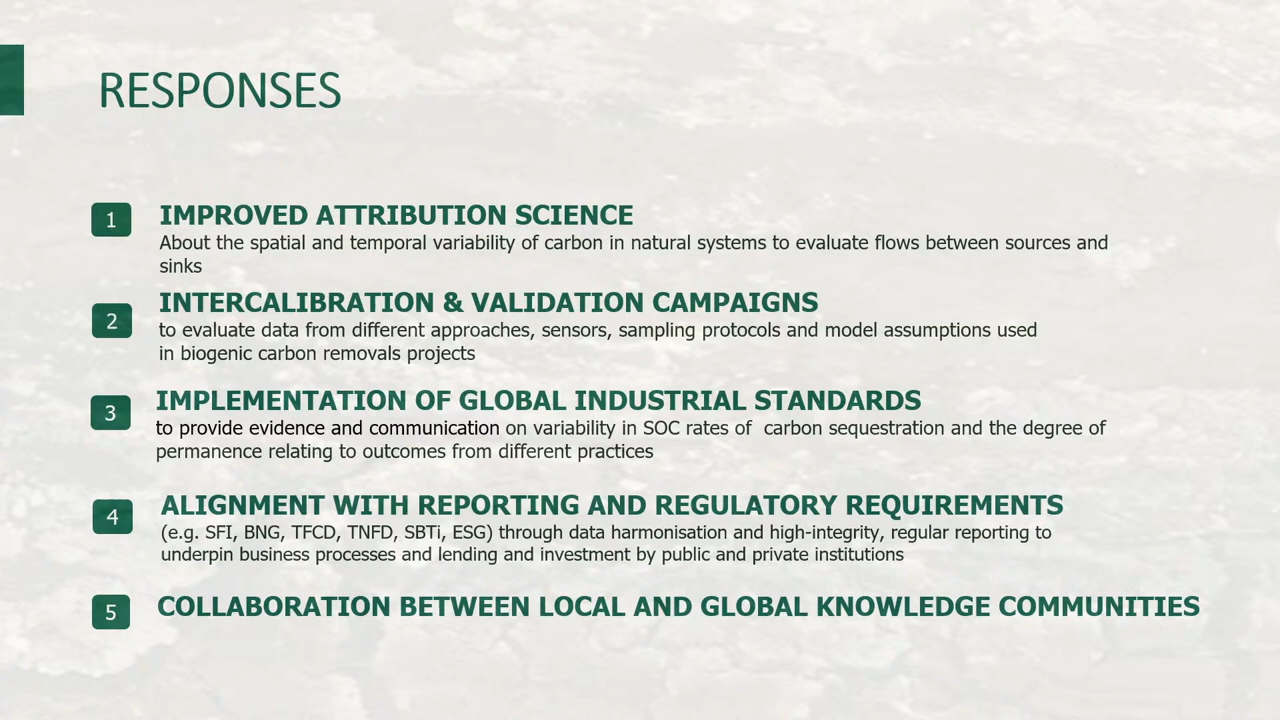 RESPONSES
1 IMPROVED ATTRIBUTION SCIENCE
About the spatial and temporal variability of carbon in natural systems to evaluate flows between sources and
sinks
2 INTERCALIBRATION & VALIDATION CAMPAIGNS
to evaluate data from different approaches, sensors, sampling protocols and model assumptions used
in biogenic carbon removals projects
3 IMPLEMENTATION OF GLOBAL INDUSTRIAL STANDARDS
to provide evidence and communication on variability in SOC rates of  carbon sequestration and the degree of
permanence relating to outcomes from different practices
4 ALIGNMENT WITH REPORTING AND REGULATORY REQUIREMENTS
(e.g. SFI, BNG, TFCD, TNFD, SBTi, ESG) through data harmonisation and high-integrity, regular reporting to
underpin business processes and lending and investment by public and private institutions
5 COLLABORATION BETWEEN LOCAL AND GLOBAL KNOWLEDGE COMMUNITIES